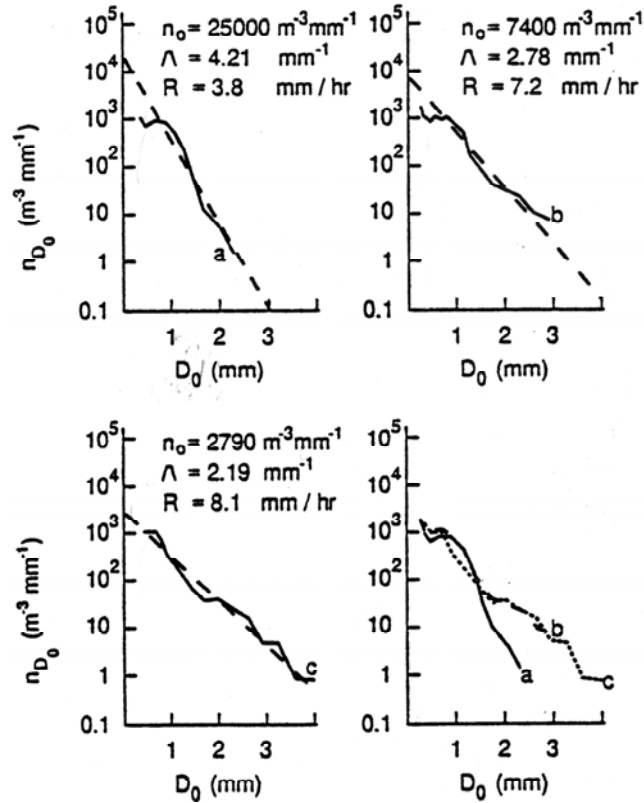 n₀ = 25000 m⁻³mm⁻¹
Λ = 4.21 mm⁻¹
R = 3.8 mm / hr
10⁵
10⁴
10³
10²
10
1
0.1
n_D₀ (m⁻³ mm⁻¹)
a
1 2 3
D₀ (mm)
n₀ = 7400 m⁻³mm⁻¹
Λ = 2.78 mm⁻¹
R = 7.2 mm / hr
10⁵
10⁴
10³
10²
10
1
0.1
b
1 2 3
D₀ (mm)
n₀ = 2790 m⁻³mm⁻¹
Λ = 2.19 mm⁻¹
R = 8.1 mm / hr
10⁵
10⁴
10³
10²
10
1
0.1
n_D₀ (m⁻³ mm⁻¹)
c
1 2 3
D₀ (mm)
10⁵
10⁴
10³
10²
10
1
0.1
a
b
c
1 2 3 4
D₀ (mm)